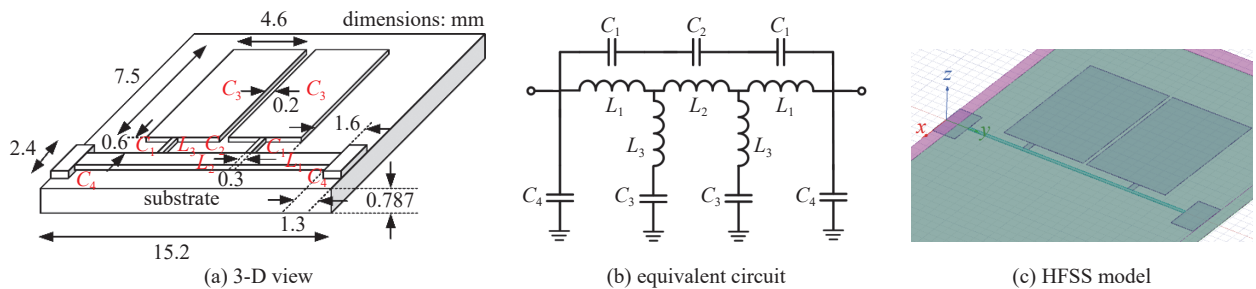 dimensions: mm
4.6
7.5
C₃
C₃
0.2
1.6
0.6
C₁
L₃
C₂
C₁
2.4
L₂
L₁
C₄
0.3
C₄
substrate
0.787
1.3
15.2
(a) 3-D view
C₁
C₂
C₁
L₁
L₂
L₁
L₃
L₃
C₄
C₃
C₃
C₄
(b) equivalent circuit
z
x
y
(c) HFSS model